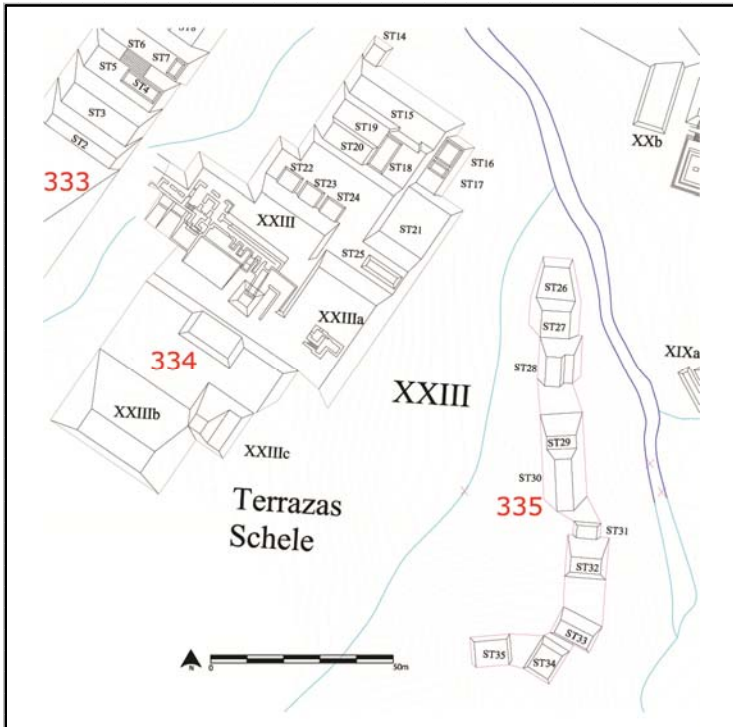 ST6
ST7
ST5
ST4
ST3
ST2
333
ST14
ST15
ST19
ST20
ST18
ST16
ST17
ST22
ST23
ST24
XXIII
ST21
ST25
XXIIIa
334
XXIIIb
XXIIIc
XXIII
Terrazas
Schele
XXb
XIXa
ST26
ST27
ST28
ST29
ST30
335
ST31
ST32
ST33
ST34
ST35
N
0
50m